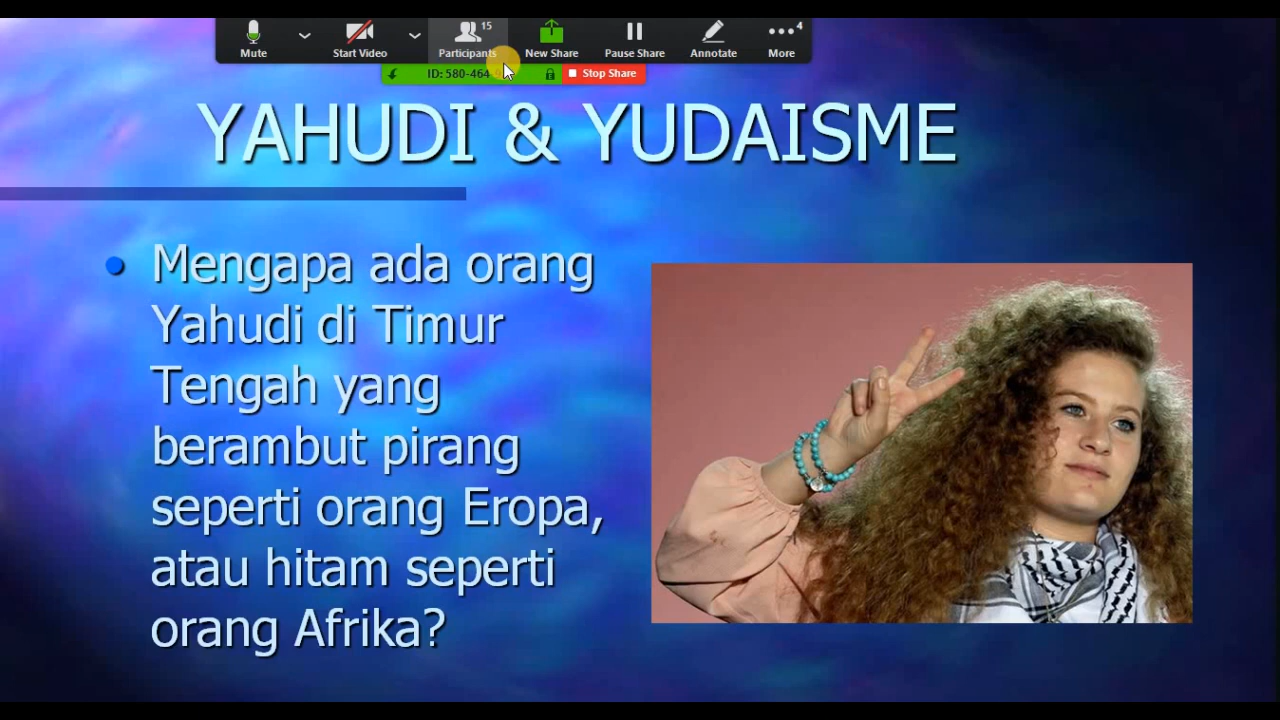 15 4
Mute Start Video Participants New Share Pause Share Annotate More
ID: 580-464 Stop Share
YAHUDI & YUDAISME
• Mengapa ada orang
Yahudi di Timur
Tengah yang
berambut pirang
seperti orang Eropa,
atau hitam seperti
orang Afrika?